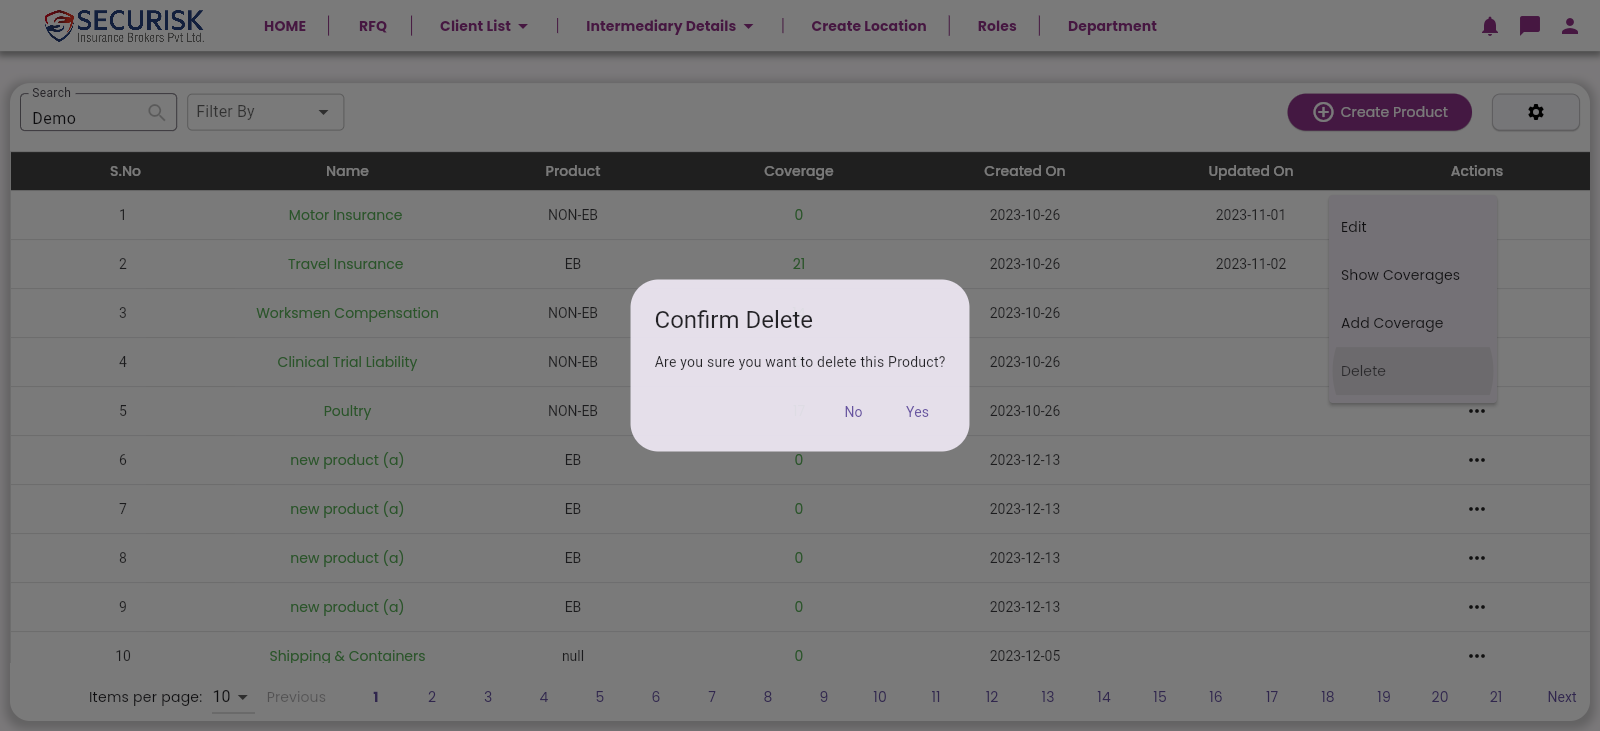 SECURISK
Insurance Brokers Pvt Ltd.
HOME RFQ Client List Intermediary Details Create Location Roles Department
Search
Demo
Filter By
Create Product
S.No Name Product Coverage Created On Updated On Actions
1 Motor Insurance NON-EB 0 2023-10-26 2023-11-01
2 Travel Insurance EB 21 2023-10-26 2023-11-02
3 Worksmen Compensation NON-EB 2023-10-26
4 Clinical Trial Liability NON-EB 2023-10-26
5 Poultry NON-EB 2023-10-26
6 new product (a) EB 0 2023-12-13
7 new product (a) EB 0 2023-12-13
8 new product (a) EB 0 2023-12-13
9 new product (a) EB 0 2023-12-13
10 Shipping & Containers null 0 2023-12-05
Edit
Show Coverages
Add Coverage
Delete
Confirm Delete
Are you sure you want to delete this Product?
No Yes
Items per page: 10 Previous 1 2 3 4 5 6 7 8 9 10 11 12 13 14 15 16 17 18 19 20 21 Next